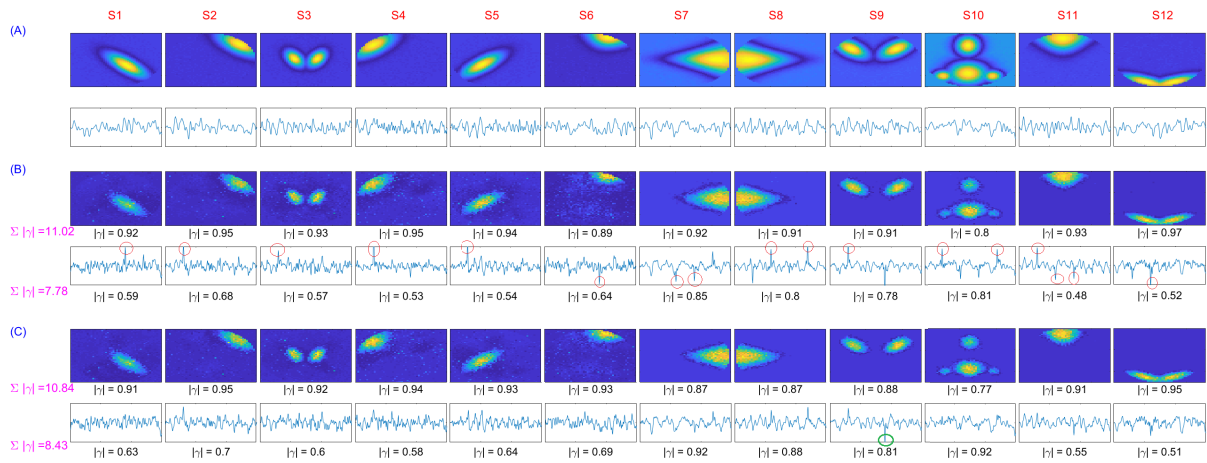 S1 S2 S3 S4 S5 S6 S7 S8 S9 S10 S11 S12
(A)
(B)
Σ |γ|=11.02
|γ| = 0.92 |γ| = 0.95 |γ| = 0.93 |γ| = 0.95 |γ| = 0.94 |γ| = 0.89 |γ| = 0.92 |γ| = 0.91 |γ| = 0.91 |γ| = 0.8 |γ| = 0.93 |γ| = 0.97
Σ |γ|=7.78
|γ| = 0.59 |γ| = 0.68 |γ| = 0.57 |γ| = 0.53 |γ| = 0.54 |γ| = 0.64 |γ| = 0.85 |γ| = 0.8 |γ| = 0.78 |γ| = 0.81 |γ| = 0.48 |γ| = 0.52
(C)
Σ |γ|=10.84
|γ| = 0.91 |γ| = 0.95 |γ| = 0.92 |γ| = 0.94 |γ| = 0.93 |γ| = 0.93 |γ| = 0.87 |γ| = 0.87 |γ| = 0.88 |γ| = 0.77 |γ| = 0.91 |γ| = 0.95
Σ |γ|=8.43
|γ| = 0.63 |γ| = 0.7 |γ| = 0.6 |γ| = 0.58 |γ| = 0.64 |γ| = 0.69 |γ| = 0.92 |γ| = 0.88 |γ| = 0.81 |γ| = 0.92 |γ| = 0.55 |γ| = 0.51